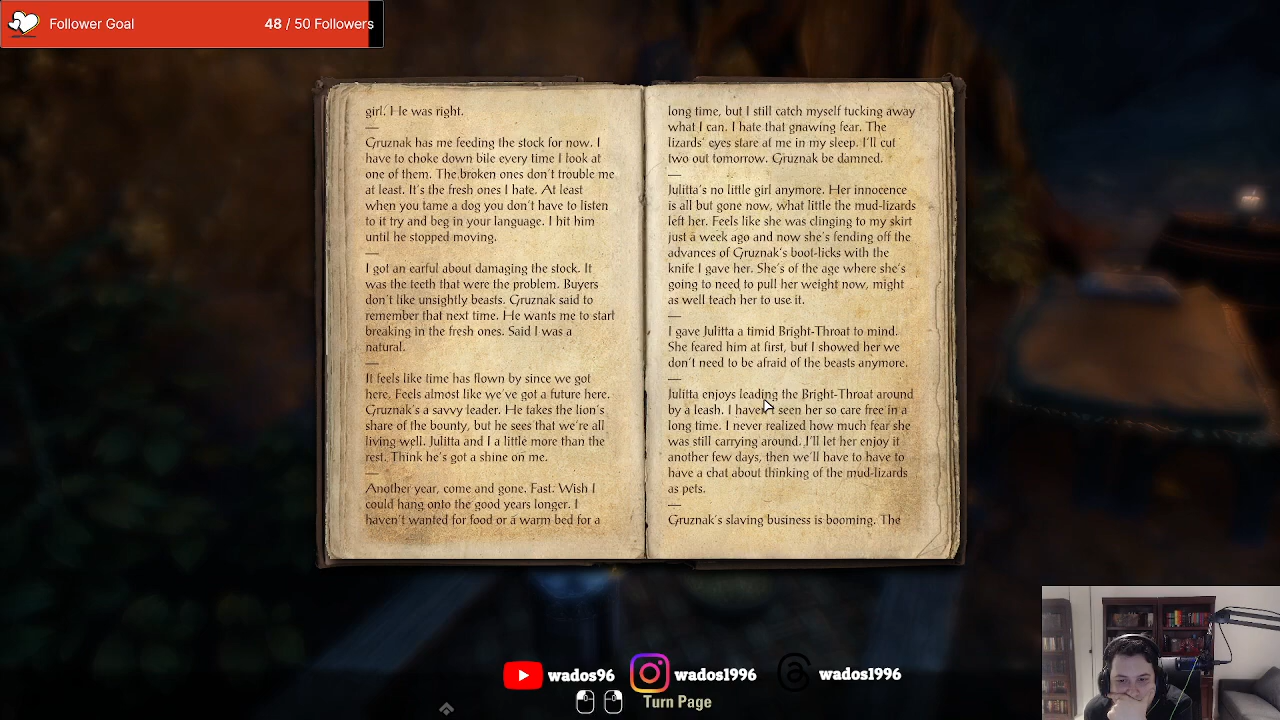 Follower Goal
48 / 50 Followers
girl. He was right.
—
Gruznak has me feeding the stock for now. I
have to choke down bile every time I look at
one of them. The broken ones don't trouble me
at least. It's the fresh ones I hate. At least
when you tame a dog you don't have to listen
to it try and beg in your language. I hit him
until he stopped moving.
—
I got an earful about damaging the stock. It
was the teeth that were the problem. Buyers
don't like unsightly beasts. Gruznak said to
remember that next time. He wants me to start
breaking in the fresh ones. Said I was a
natural.
—
It feels like time has flown by since we got
here. Feels almost like we've got a future here.
Gruznak's a savvy leader. He takes the lion's
share of the bounty, but he sees that we're all
living well. Julitta and I a little more than the
rest. Think he's got a shine on me.
—
Another year, come and gone. Fast. Wish I
could hang onto the good years longer. I
haven't wanted for food or a warm bed for a
long time, but I still catch myself tucking away
what I can. I hate that gnawing fear. The
lizards' eyes stare at me in my sleep. I'll cut
two out tomorrow. Gruznak be damned.
—
Julitta's no little girl anymore. Her innocence
is all but gone now, what little the mud-lizards
left her. Feels like she was clinging to my skirt
just a week ago and now she's fending off the
advances of Gruznak's boot-licks with the
knife I gave her. She's of the age where she's
going to need to pull her weight now, might
as well teach her to use it.
—
I gave Julitta a timid Bright-Throat to mind.
She feared him at first, but I showed her we
don't need to be afraid of the beasts anymore.
—
Julitta enjoys leading the Bright-Throat around
by a leash. I haven't seen her so care free in a
long time. I never realized how much fear she
was still carrying around. I'll let her enjoy it
another few days, then we'll have to have to
have a chat about thinking of the mud-lizards
as pets.
—
Gruznak's slaving business is booming. The
wados96
wados1996
wados1996
Turn Page